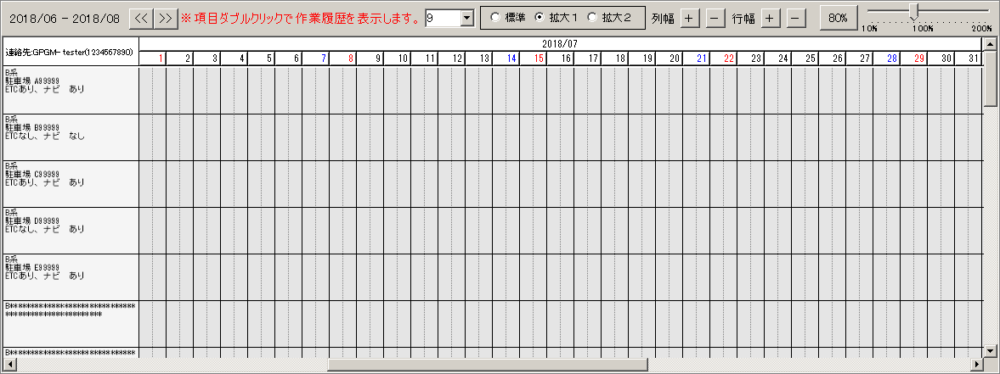 2018/06 - 2018/08 << >> ※項目ダブルクリックで作業履歴を表示します。 9 標準 拡大1 拡大2 列幅 + - 行幅 + - 80% 10% 100% 200%
連絡先:GPGM- tester(1234567890) 2018/07
1 2 3 4 5 6 7 8 9 10 11 12 13 14 15 16 17 18 19 20 21 22 23 24 25 26 27 28 29 30 31
B系
駐車場 A99999
ETCあり、ナビ あり
B系
駐車場 B99999
ETCなし、ナビ なし
B系
駐車場 C99999
ETCあり、ナビ あり
B系
駐車場 D99999
ETCなし、ナビ あり
B系
駐車場 E99999
ETCあり、ナビ あり
B******************************
***********************
B******************************